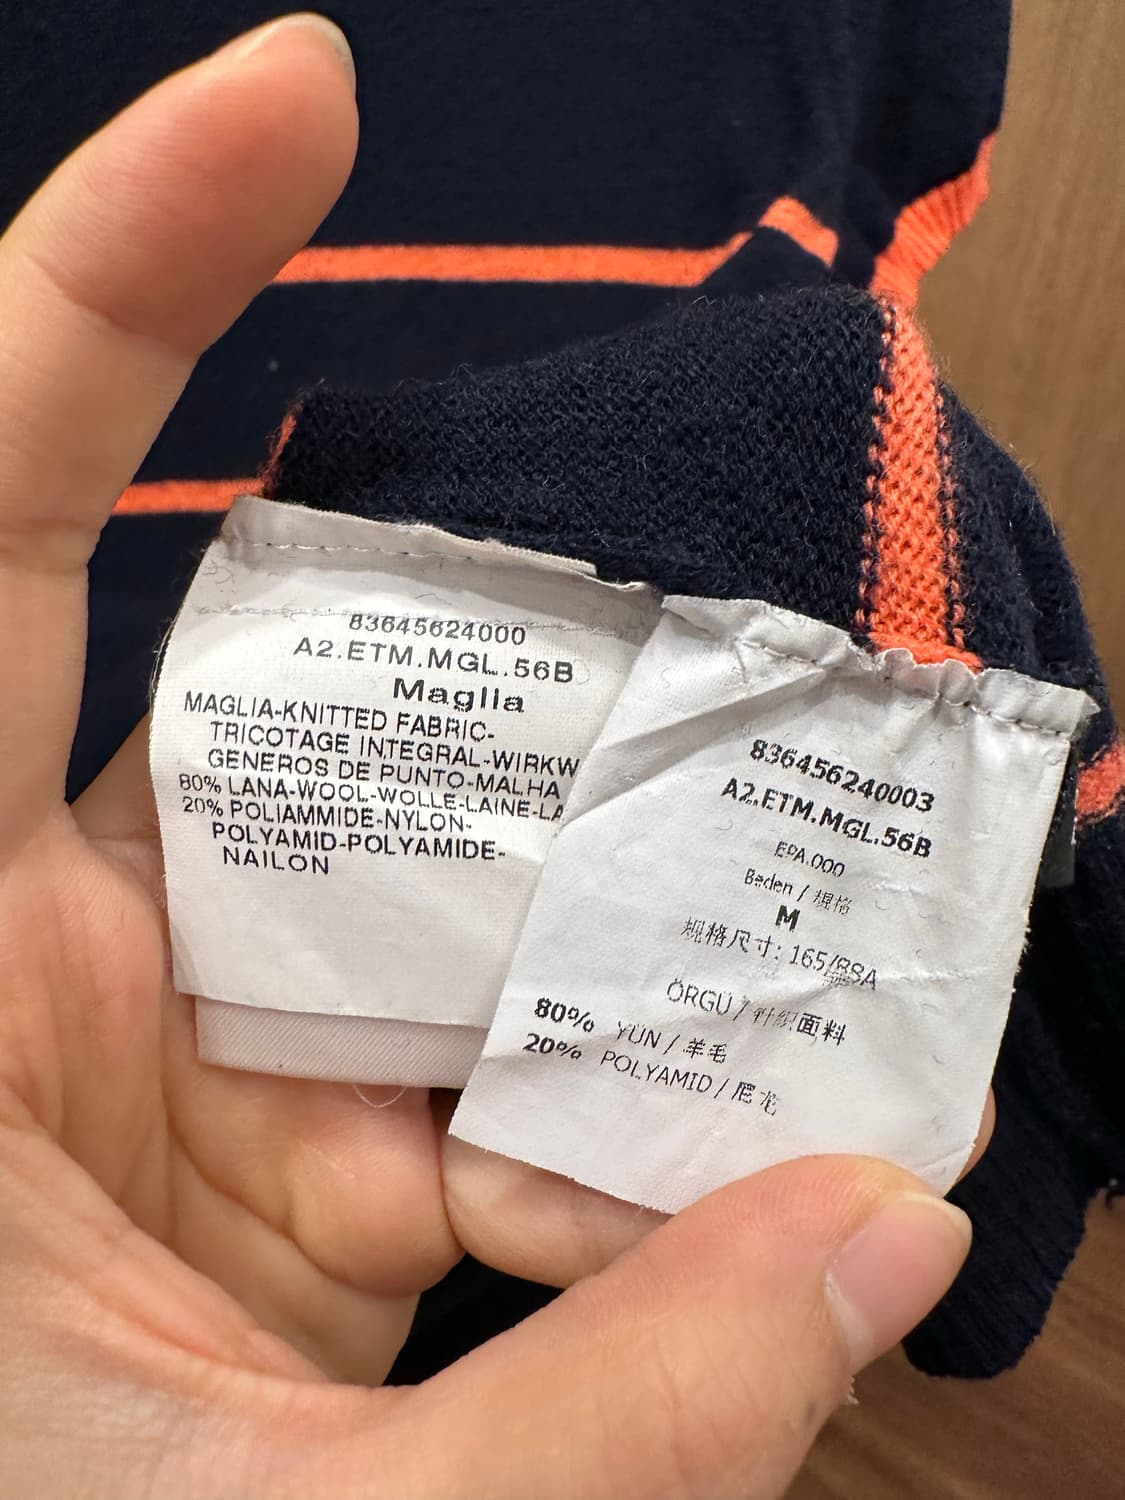 83645624000
A2.ETM.MGL.56B
Maglia
MAGLIA-KNITTED FABRIC-
TRICOTAGE INTEGRAL-WIRKW
GENEROS DE PUNTO-MALHA
80% LANA-WOOL-WOLLE-LAINE-LA
20% POLIAMMIDE-NYLON-
POLYAMID-POLYAMIDE-
NAILON
836456240003
A2.ETM.MGL.56B
EPA.000
Beden / 规格
M
规格尺寸: 165/88A
ÖRGÜ / 针织面料
80% YÜN / 羊毛
20% POLYAMID / 尼龙